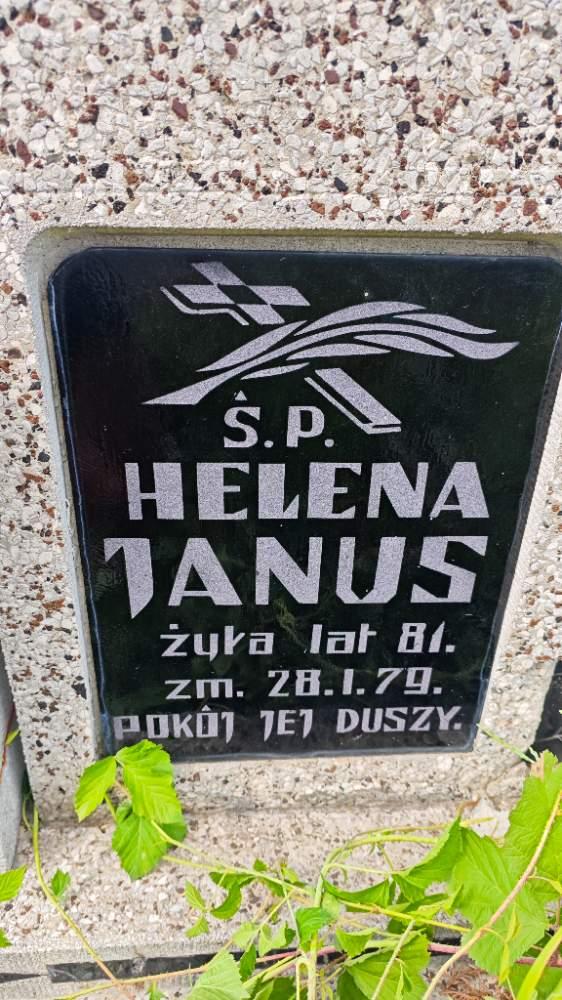 Ś.P.
HELENA
JANUS
żyła lat 81.
zm. 28.1.79.
POKÓJ JEJ DUSZY.